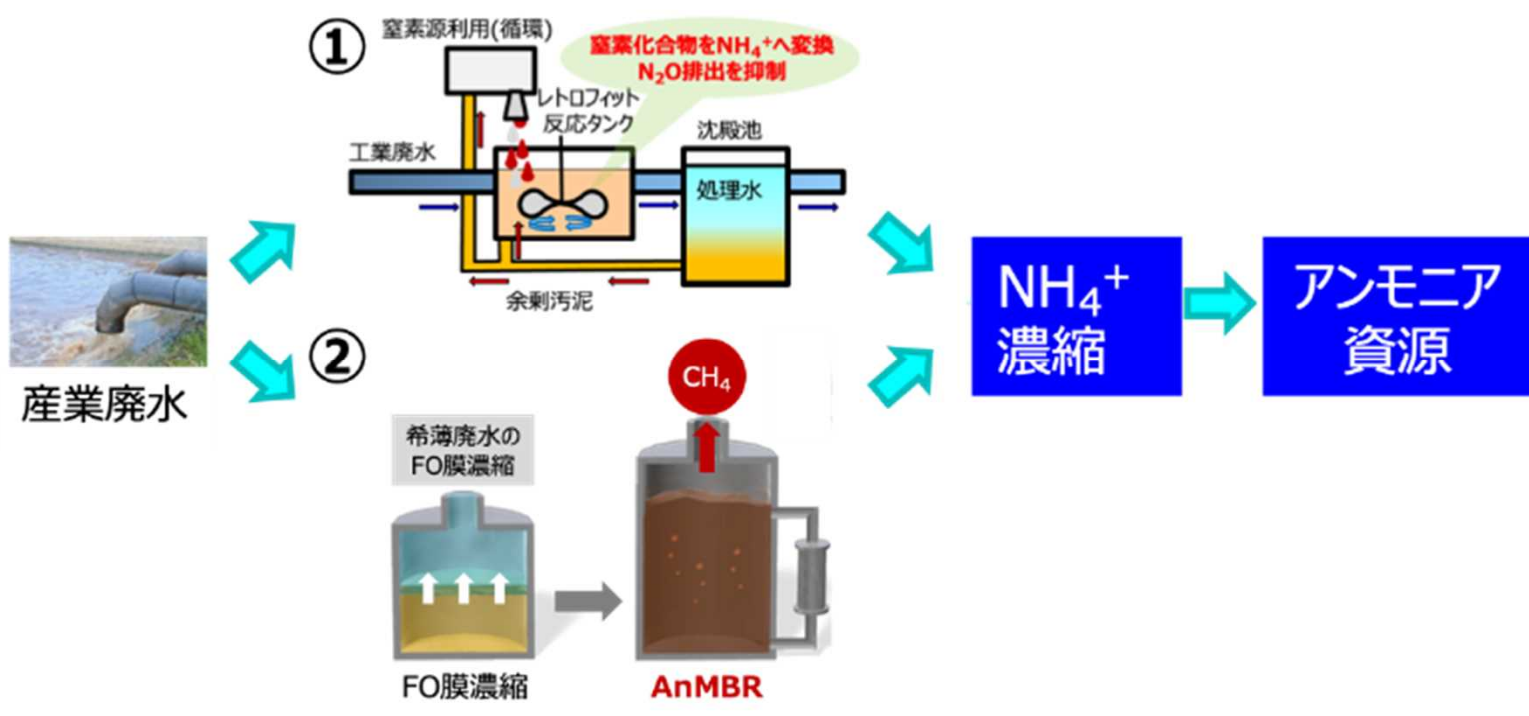 ①
窒素源利用(循環)
窒素化合物をNH₄⁺へ変換
N₂O排出を抑制
レトロフィット
反応タンク
沈殿池
工業廃水
処理水
余剰汚泥
産業廃水
②
CH₄
希薄廃水の
FO膜濃縮
FO膜濃縮
AnMBR
NH₄⁺
濃縮
アンモニア
資源